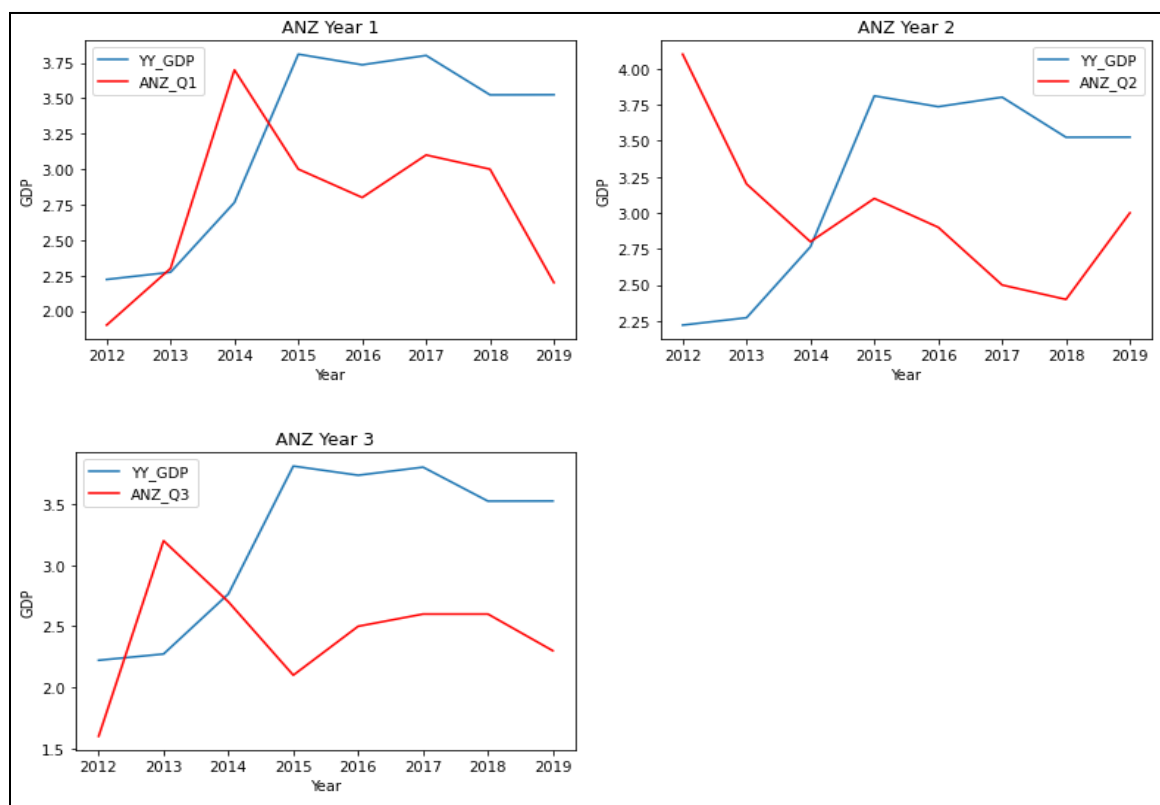 ANZ Year 1
YY_GDP
ANZ_Q1
3.75
3.50
3.25
3.00
2.75
2.50
2.25
2.00
GDP
2012 2013 2014 2015 2016 2017 2018 2019
Year
ANZ Year 2
YY_GDP
ANZ_Q2
4.00
3.75
3.50
3.25
3.00
2.75
2.50
2.25
GDP
2012 2013 2014 2015 2016 2017 2018 2019
Year
ANZ Year 3
YY_GDP
ANZ_Q3
3.5
3.0
2.5
2.0
1.5
GDP
2012 2013 2014 2015 2016 2017 2018 2019
Year